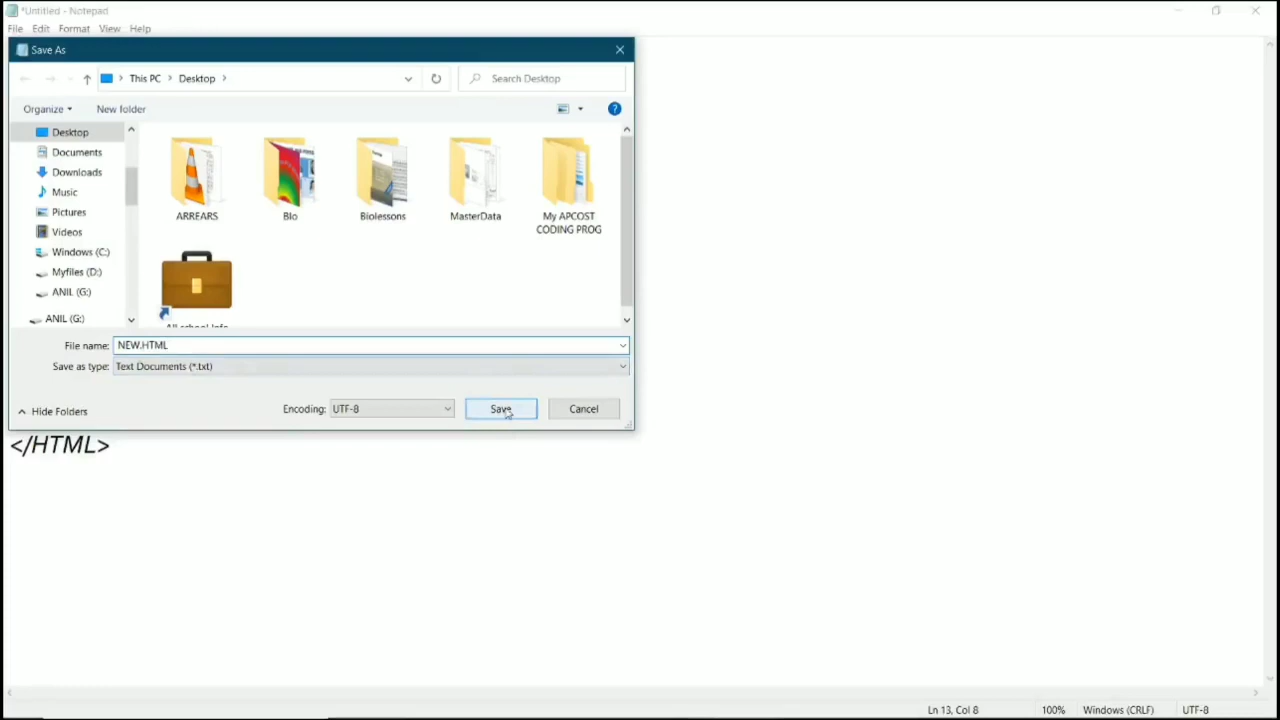 *Untitled - Notepad
File Edit Format View Help
Save As
This PC Desktop
Search Desktop
Organize New folder
Desktop
Documents
Downloads
Music
Pictures
Videos
Windows (C:)
Myfiles (D:)
ANIL (G:)
ANIL (G:)
ARREARS
BIo
Biolessons
MasterData
My APCOST
CODING PROG
All school Info
File name: NEW.HTML
Save as type: Text Documents (*.txt)
Hide Folders
Encoding: UTF-8
Save
Cancel
</HTML>
Ln 13, Col 8
100%
Windows (CRLF)
UTF-8